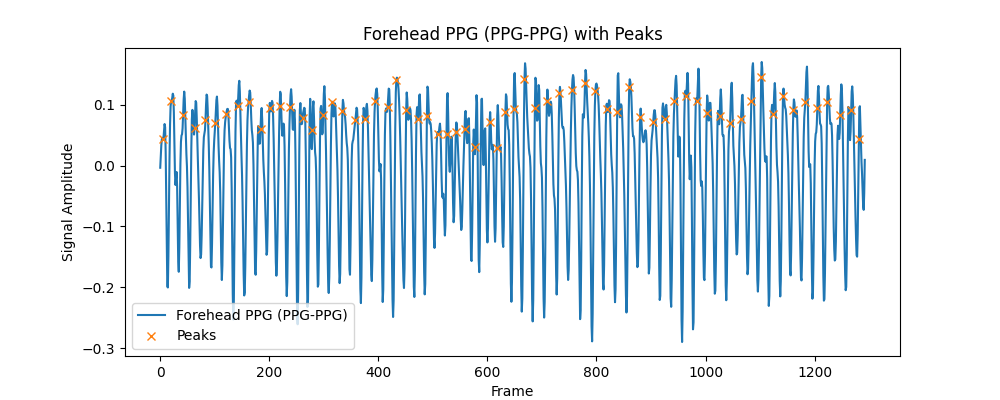 Forehead PPG (PPG-PPG) with Peaks
0.1
0.0
−0.1
−0.2
−0.3
Signal Amplitude
Forehead PPG (PPG-PPG)
Peaks
0
200
400
600
800
1000
1200
Frame